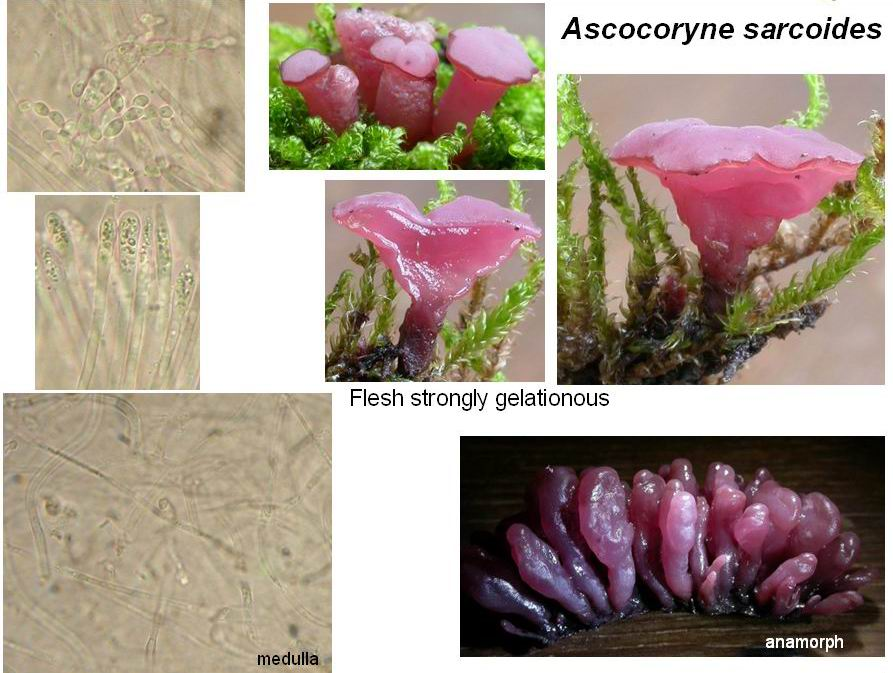 Ascocoryne sarcoides
Flesh strongly gelationous
medulla
anamorph